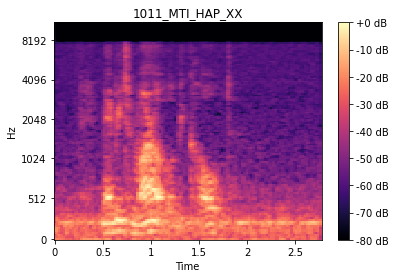 1011_MTI_HAP_XX
+0 dB
8192
-10 dB
4096
-20 dB
-30 dB
2048
-40 dB
Hz
1024
-50 dB
512
-60 dB
-70 dB
0
-80 dB
0 0.5 1 1.5 2 2.5
Time